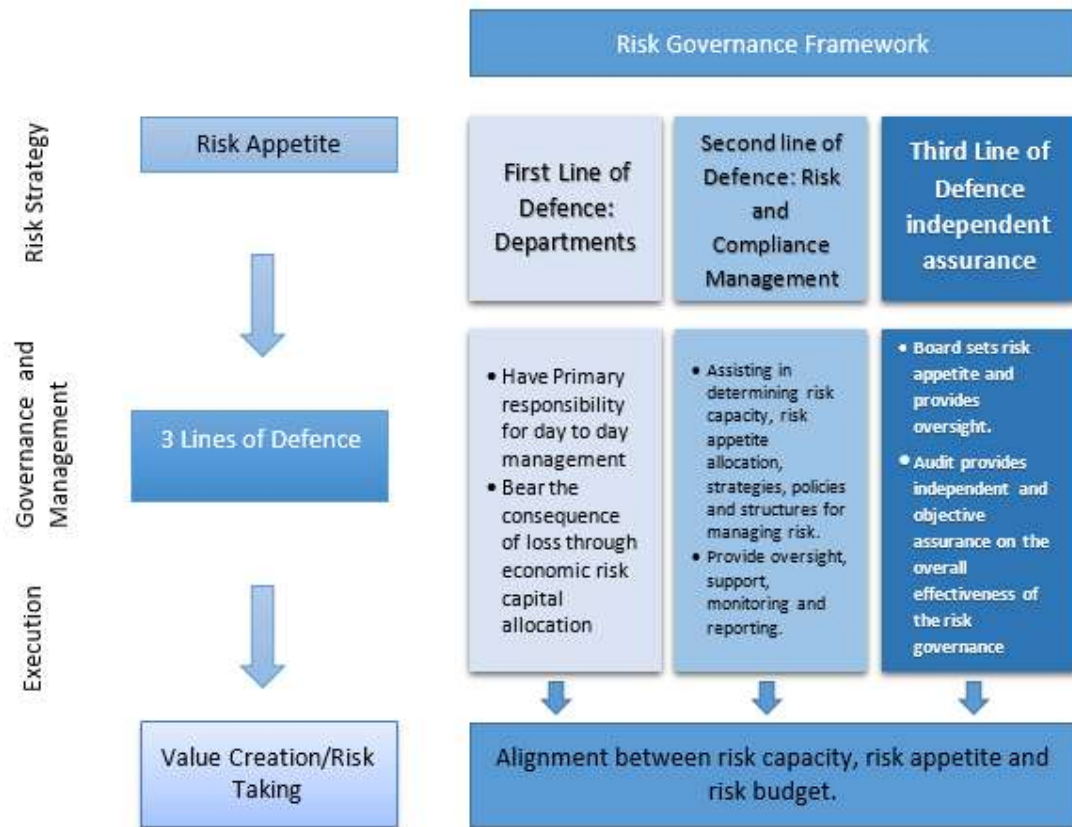 Risk Governance Framework
Risk Strategy
Governance and
Management
Execution
Risk Appetite
3 Lines of Defence
Value Creation/Risk
Taking
First Line of
Defence:
Departments
Second line of
Defence: Risk
and
Compliance
Management
Third Line of
Defence
independent
assurance
• Have Primary
responsibility
for day to day
management
• Bear the
consequence
of loss through
economic risk
capital
allocation
• Assisting in
determining risk
capacity, risk
appetite
allocation,
strategies, policies
and structures for
managing risk.
• Provide oversight,
support,
monitoring and
reporting.
• Board sets risk
appetite and
provides
oversight.
• Audit provides
independent and
objective
assurance on the
overall
effectiveness of
the risk
governance
Alignment between risk capacity, risk appetite and
risk budget.